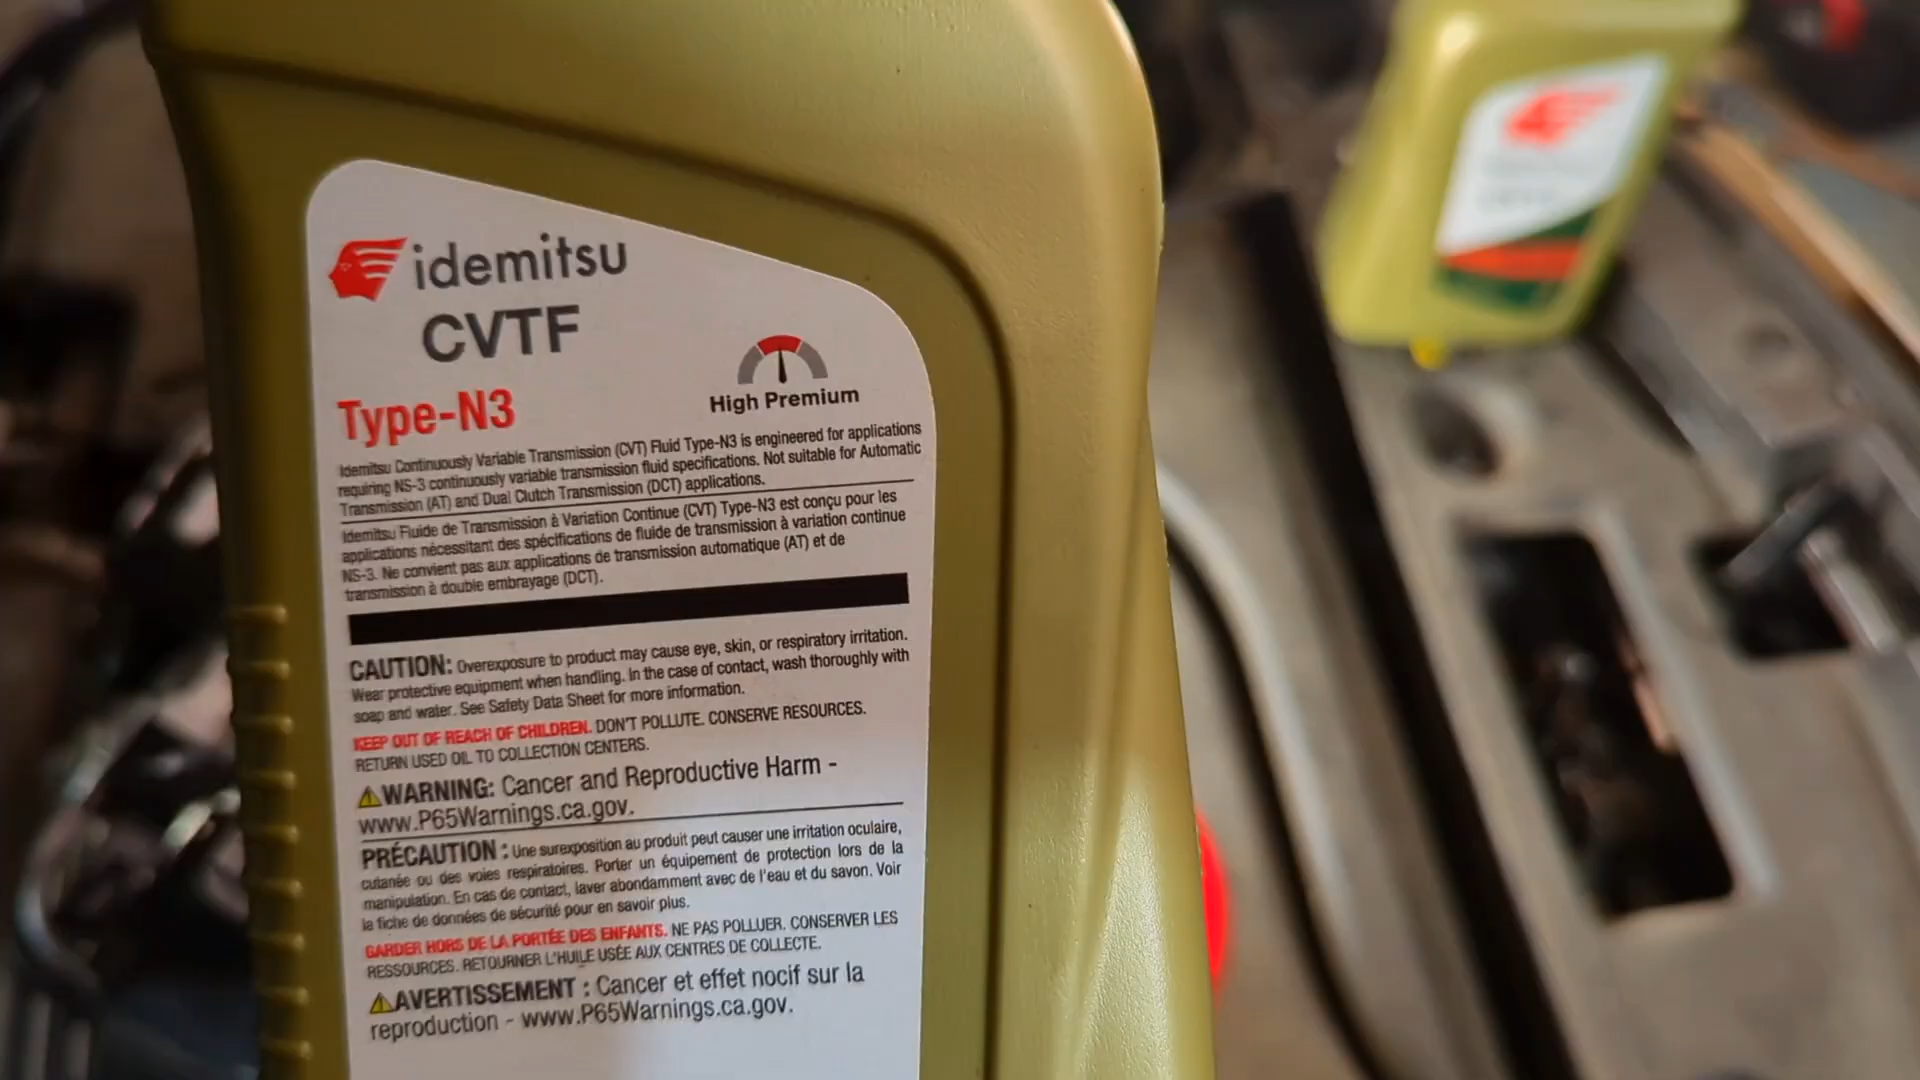 idemitsu
CVTF
High Premium
Type-N3
Idemitsu Continuously Variable Transmission (CVT) Fluid Type-N3 is engineered for applications
requiring NS-3 continuously variable transmission fluid specifications. Not suitable for Automatic
Transmission (AT) and Dual Clutch Transmission (DCT) applications.
Idemitsu Fluide de Transmission à Variation Continue (CVT) Type-N3 est conçu pour les
applications nécessitant des spécifications de fluide de transmission à variation continue
NS-3. Ne convient pas aux applications de transmission automatique (AT) et de
transmission à double embrayage (DCT).
CAUTION: Overexposure to product may cause eye, skin, or respiratory irritation.
Wear protective equipment when handling. In the case of contact, wash thoroughly with
soap and water. See Safety Data Sheet for more information.
KEEP OUT OF REACH OF CHILDREN. DON'T POLLUTE. CONSERVE RESOURCES.
RETURN USED OIL TO COLLECTION CENTERS.
WARNING: Cancer and Reproductive Harm -
www.P65Warnings.ca.gov.
PRÉCAUTION : Une surexposition au produit peut causer une irritation oculaire,
cutanée ou des voies respiratoires. Porter un équipement de protection lors de la
manipulation. En cas de contact, laver abondamment avec de l'eau et du savon. Voir
la fiche de données de sécurité pour en savoir plus.
GARDER HORS DE LA PORTÉE DES ENFANTS. NE PAS POLLUER. CONSERVER LES
RESSOURCES. RETOURNER L'HUILE USÉE AUX CENTRES DE COLLECTE.
AVERTISSEMENT : Cancer et effet nocif sur la
reproduction - www.P65Warnings.ca.gov.